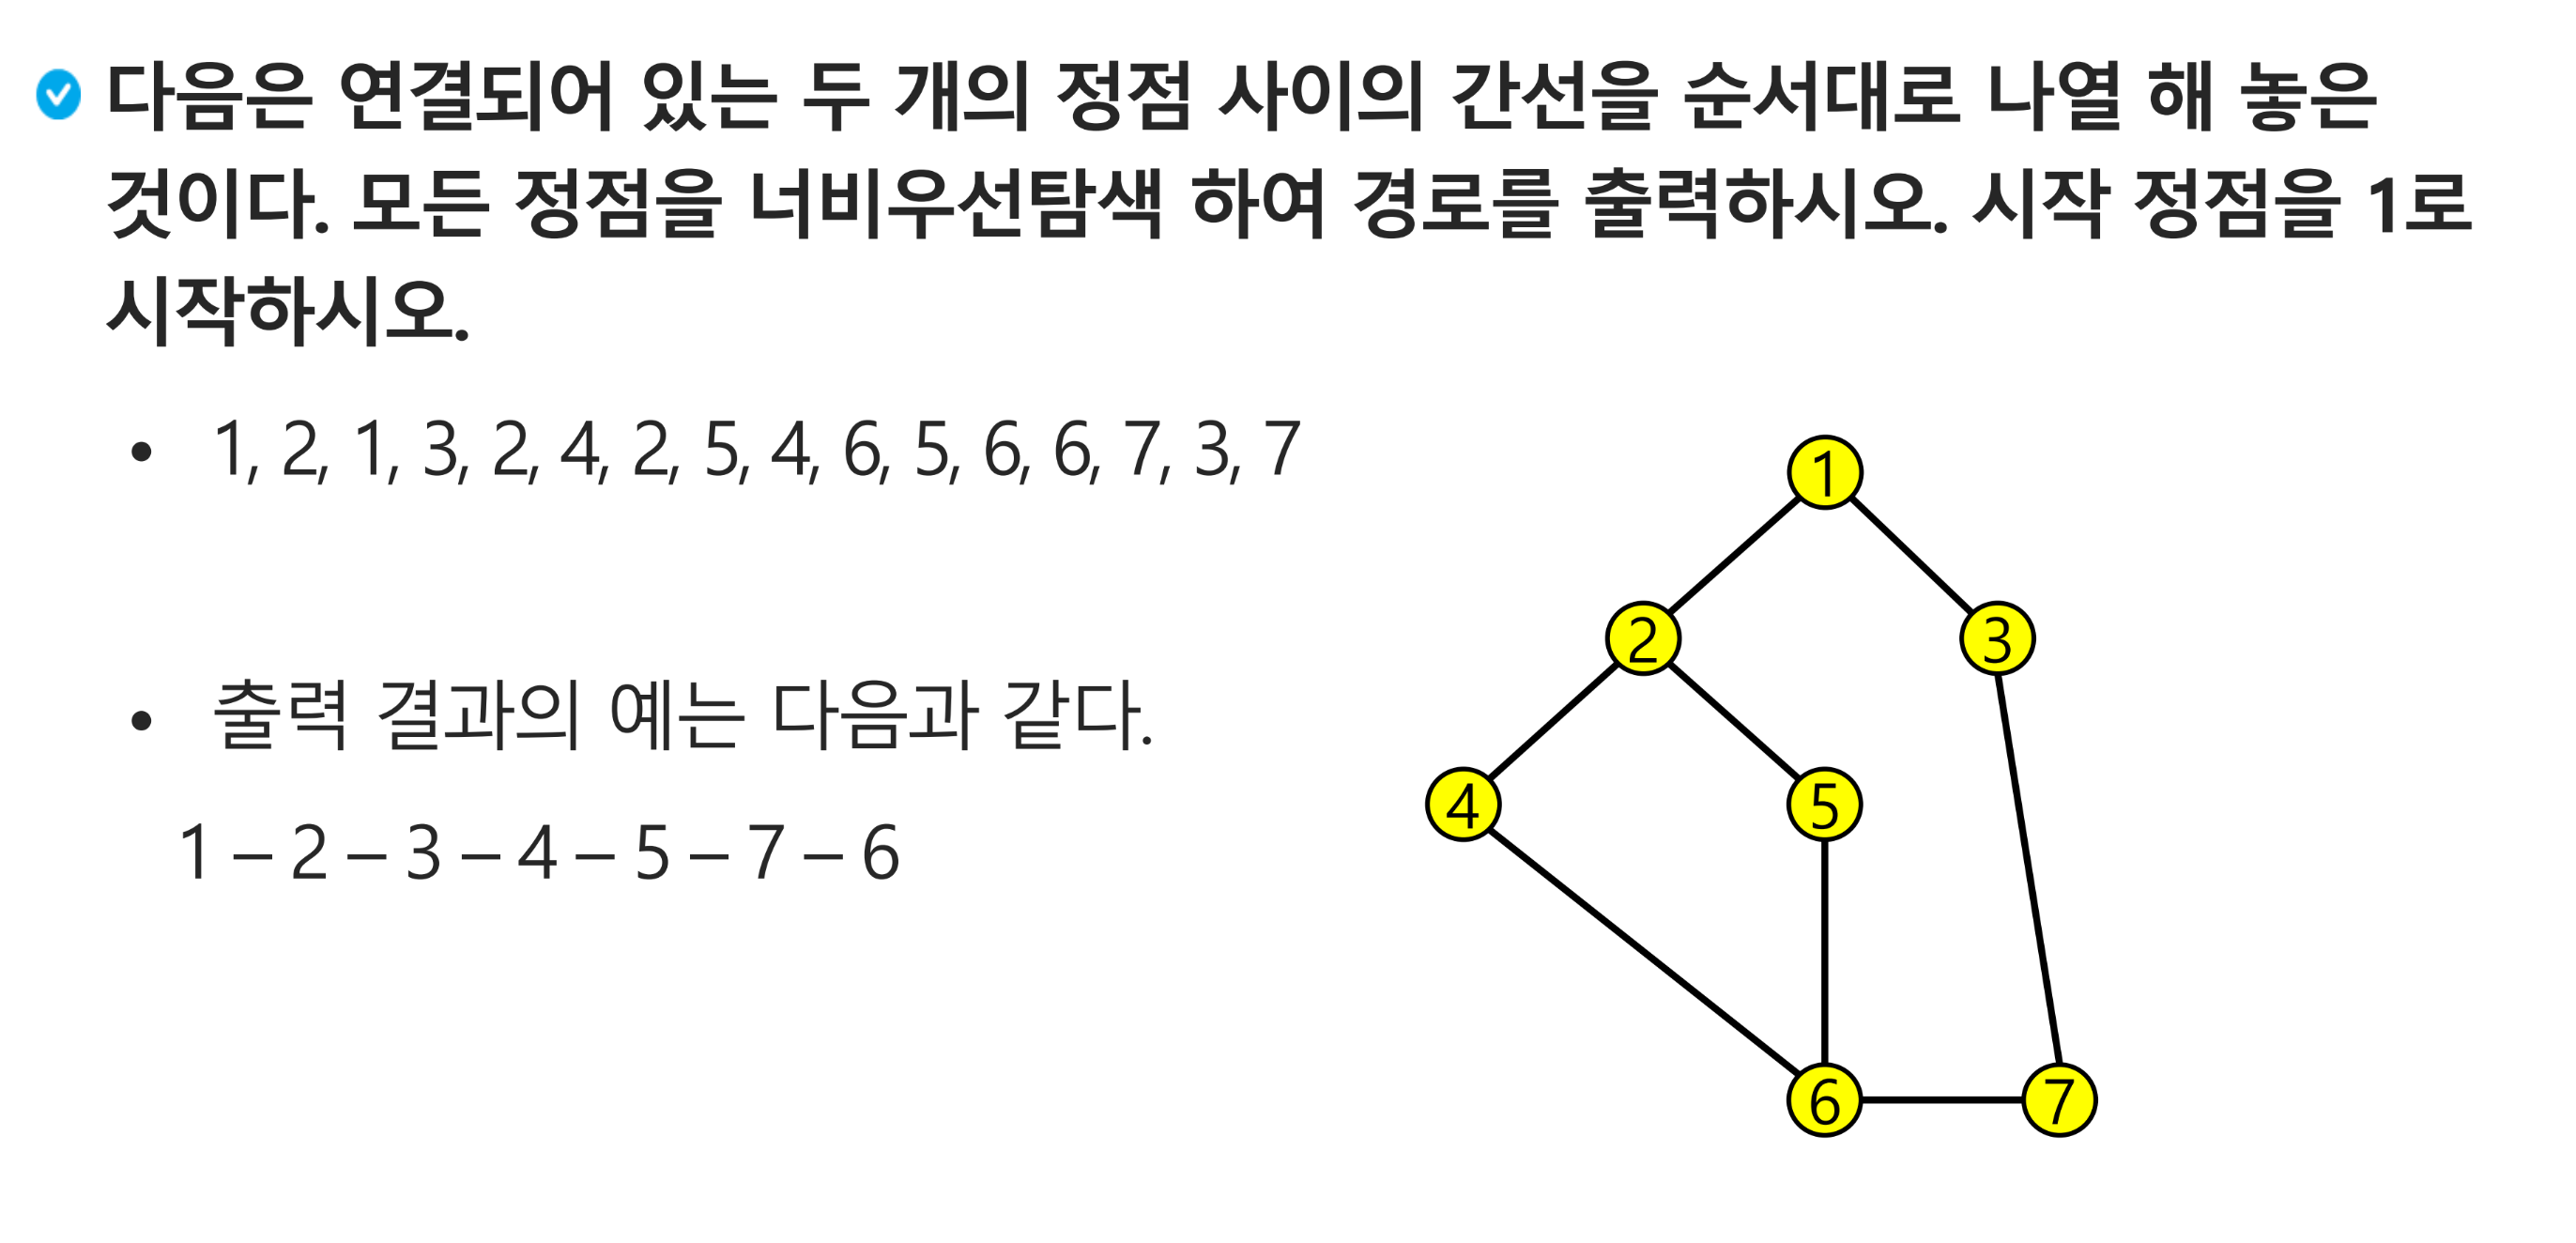 다음은 연결되어 있는 두 개의 정점 사이의 간선을 순서대로 나열 해 놓은
것이다. 모든 정점을 너비우선탐색 하여 경로를 출력하시오. 시작 정점을 1로
시작하시오.
• 1, 2, 1, 3, 2, 4, 2, 5, 4, 6, 5, 6, 6, 7, 3, 7
• 출력 결과의 예는 다음과 같다.
1 – 2 – 3 – 4 – 5 – 7 – 6
1
2
3
4
5
6
7